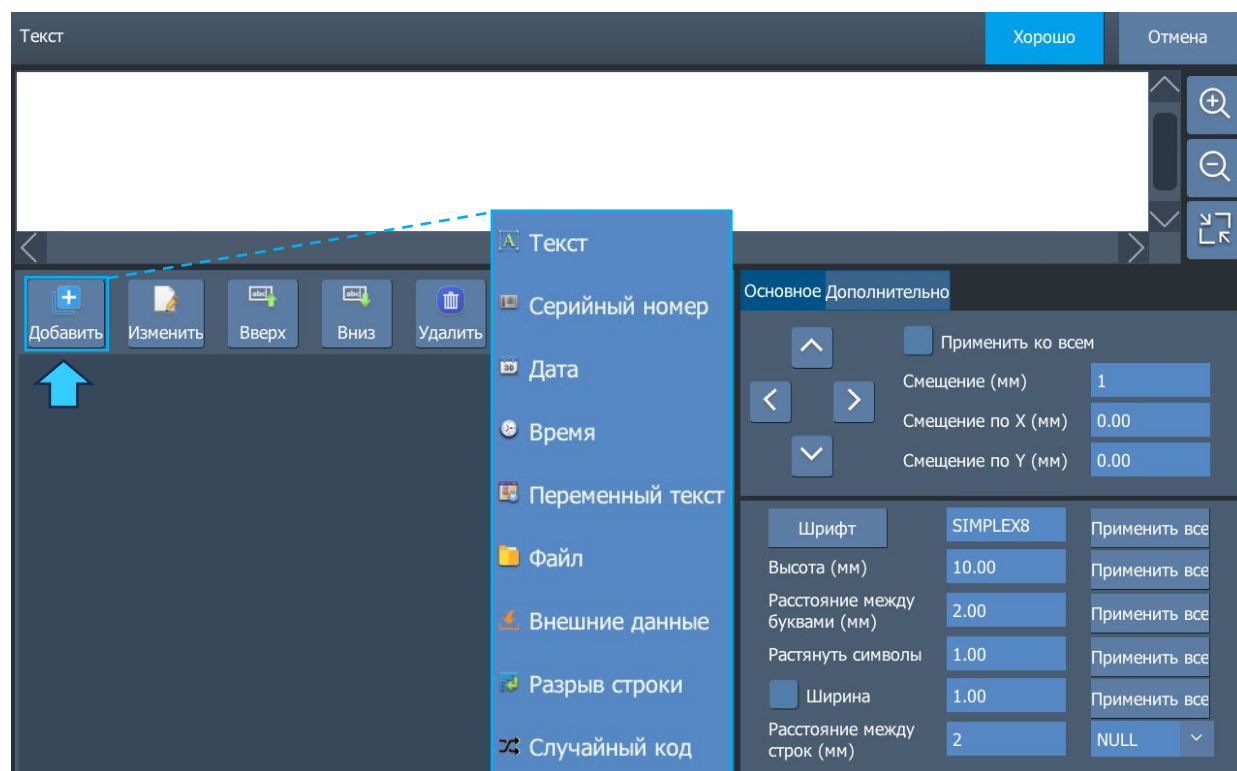 Текст
Хорошо
Отмена
Добавить
Изменить
Вверх
Вниз
Удалить
Текст
Серийный номер
Дата
Время
Переменный текст
Файл
Внешние данные
Разрыв строки
Случайный код
Основное Дополнительно
Применить ко всем
Смещение (мм) 1
Смещение по X (мм) 0.00
Смещение по Y (мм) 0.00
Шрифт SIMPLEX8 Применить все
Высота (мм) 10.00 Применить все
Расстояние между
буквами (мм) 2.00 Применить все
Растянуть символы 1.00 Применить все
Ширина 1.00 Применить все
Расстояние между
строк (мм) 2 NULL